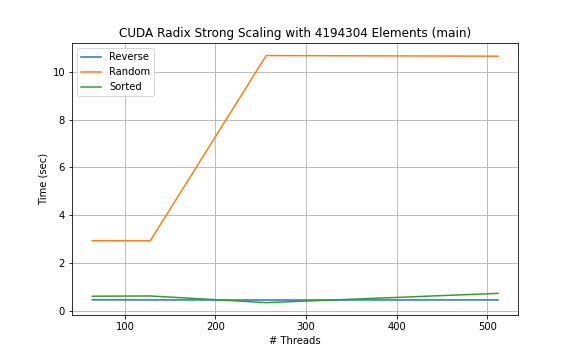 CUDA Radix Strong Scaling with 4194304 Elements (main)
Reverse
Random
Sorted
Time (sec)
10
8
6
4
2
0
100
200
300
400
500
# Threads